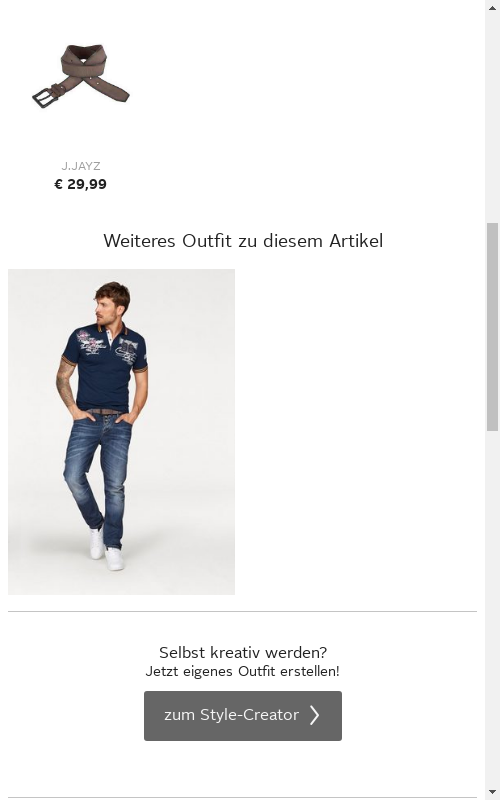 J.JAYZ
€ 29,99
Weiteres Outfit zu diesem Artikel
Selbst kreativ werden?
Jetzt eigenes Outfit erstellen!
zum Style-Creator